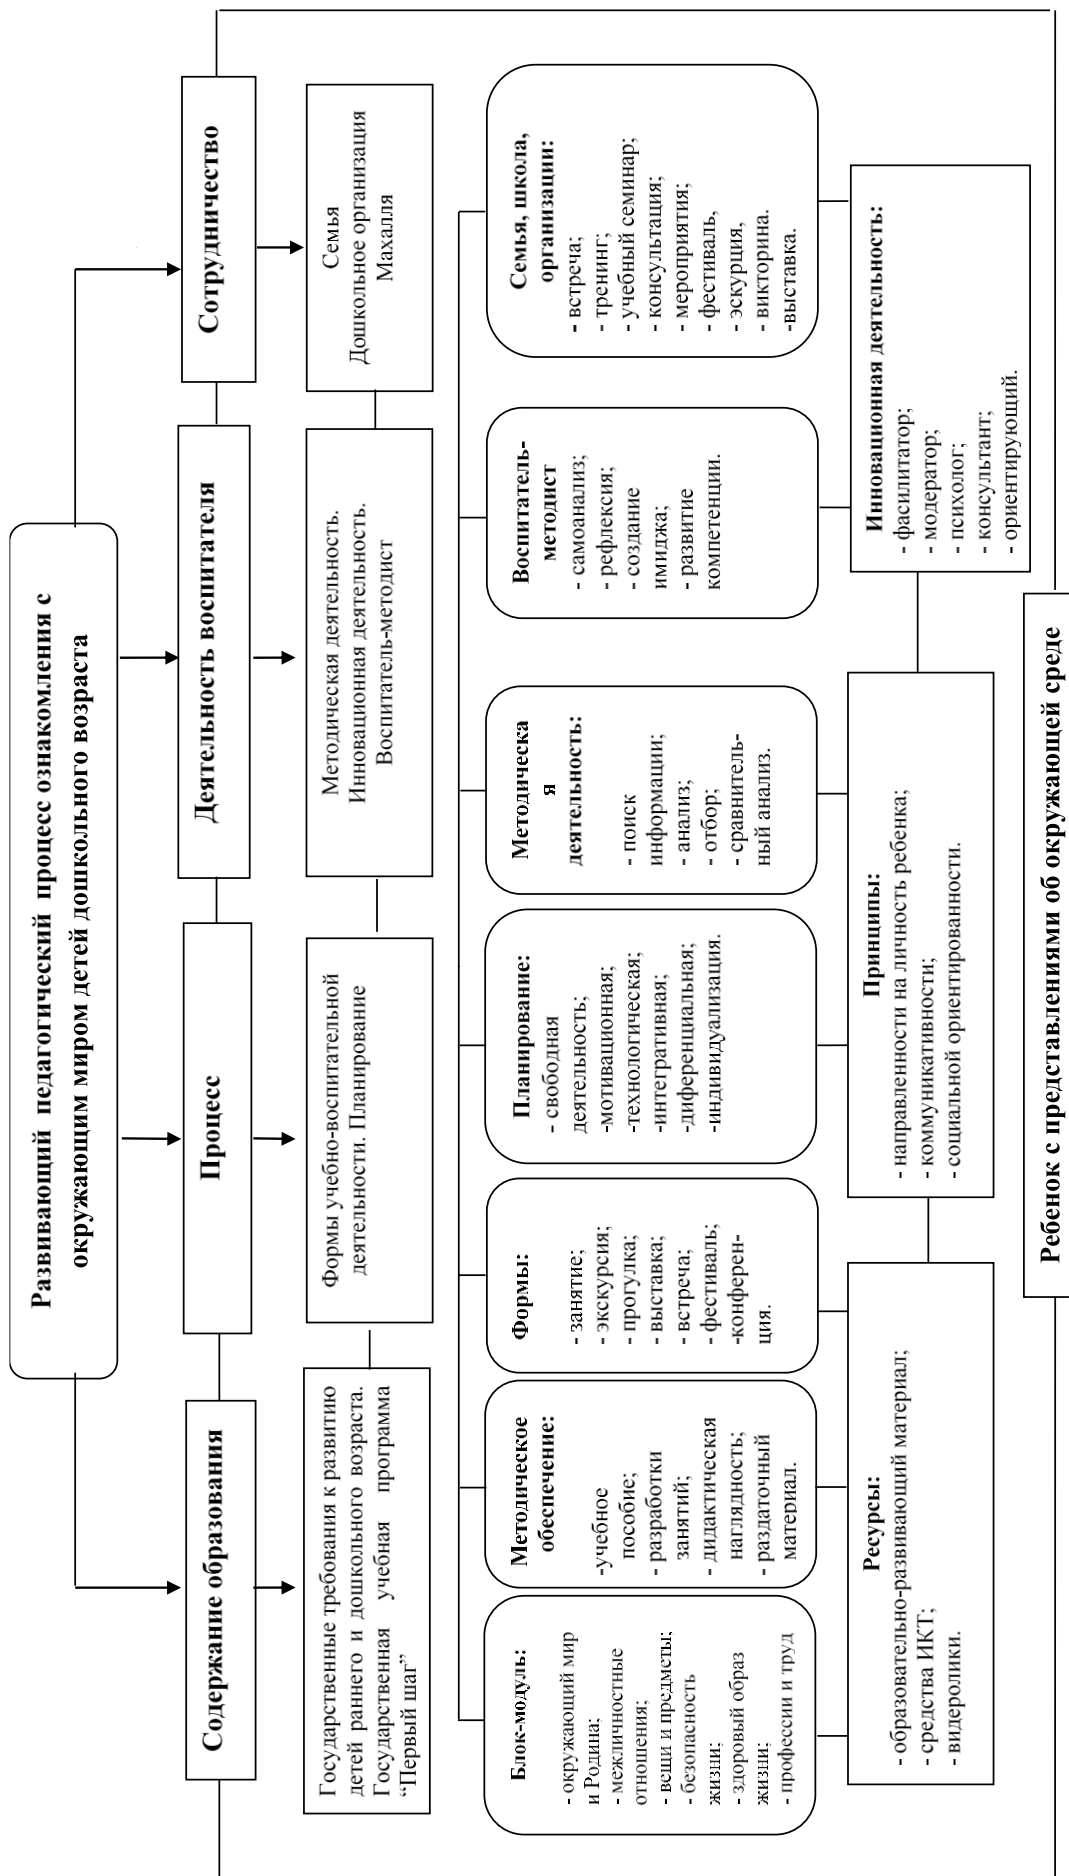 Развивающий педагогический процесс ознакомления с
окружающим миром детей дошкольного возраста
Содержание образования
Процесс
Деятельность воспитателя
Сотрудничество
Государственные требования к развитию
детей раннего и дошкольного возраста.
Государственная учебная программа
“Первый шаг”
Формы учебно-воспитательной
деятельности. Планирование
Методическая деятельность.
Инновационная деятельность.
Воспитатель-методист
Семья
Дошкольное организация
Махалля
Блок-модуль:
- окружающий мир
и Родина;
- межличностные
отношения;
- вещи и предметы;
- безопасность
жизни;
- здоровый образ
жизни;
- профессии и труд
Методическое
обеспечение:
-учебное
пособие;
- разработки
занятий;
- дидактическая
наглядность;
- раздаточный
материал.
Формы:
- занятие;
- экскурсия;
- прогулка;
- выставка;
- встреча;
- фестиваль;
-конферен-
ция.
Планирование:
- свободная
деятельность;
-мотивационная;
-технологическая;
-интегративная;
-диференциальная;
-индивидуализация.
Методическа
я
деятельность:
- поиск
информации;
- анализ;
- отбор;
- сравнитель-
ный анализ.
Воспитатель-
методист
- самоанализ;
- рефлексия;
- создание
имиджа;
- развитие
компетенции.
Семья, школа,
организации:
- встреча;
- тренинг;
- учебный семинар;
- консультация;
- мероприятия;
- фестиваль,
- эскурция,
- викторина.
-выставка.
Ресурсы:
- образовательно-развивающий материал;
- средства ИКТ;
- видеролики.
Принципы:
- направленности на личность ребенка;
- коммуникативности;
- социальной ориентированности.
Инновационная деятельность:
- фасилитатор;
- модератор;
- психолог;
- консультант;
- ориентирующий.
Ребенок с представлениями об окружающей среде